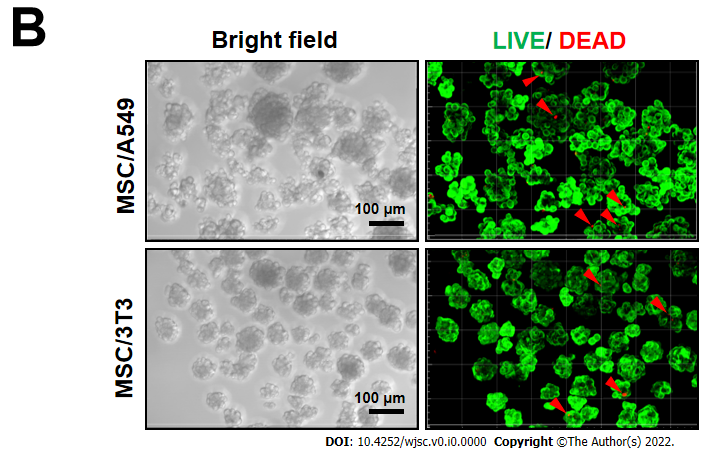 B
Bright field
LIVE/ DEAD
MSC/A549
100 μm
MSC/3T3
100 μm
DOI: 10.4252/wjsc.v0.i0.0000 Copyright ©The Author(s) 2022.